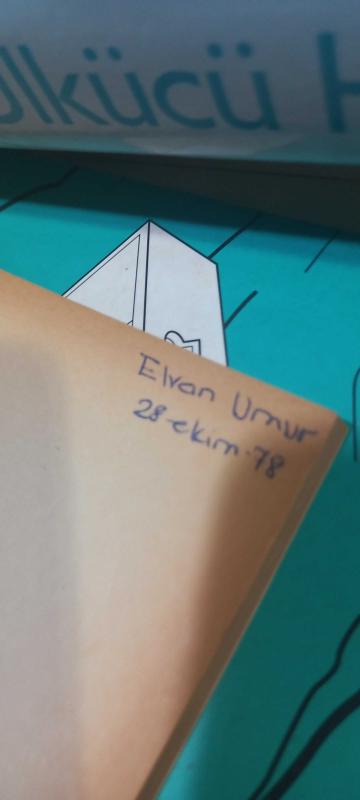 ülkücü H
Elvan Umur
28-ekim-78